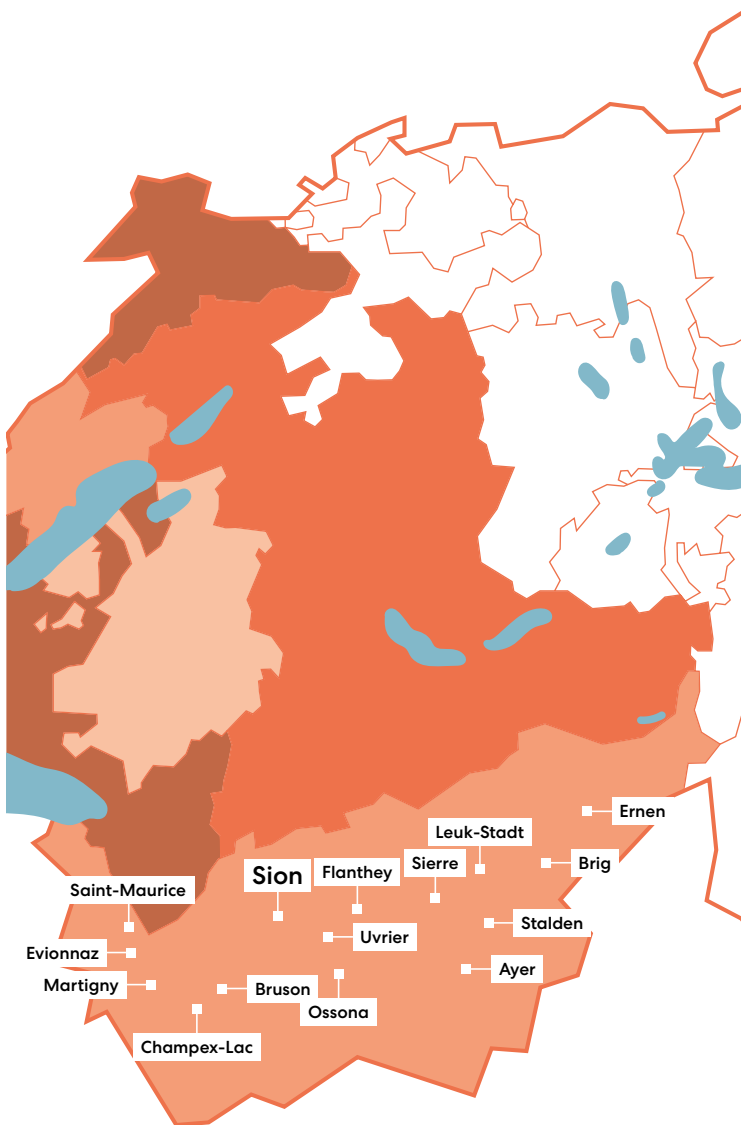 Ernen
Leuk-Stadt
Sierre
Brig
Sion
Flanthey
Saint-Maurice
Stalden
Uvrier
Evionnaz
Ayer
Martigny
Bruson
Ossona
Champex-Lac